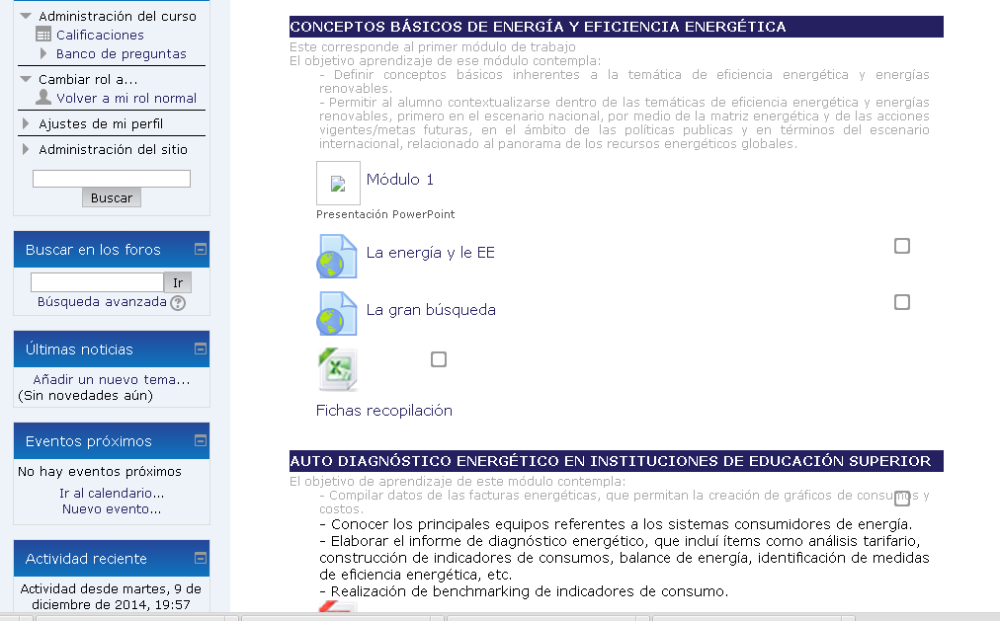 Administración del curso
Calificaciones
Banco de preguntas
Cambiar rol a...
Volver a mi rol normal
Ajustes de mi perfil
Administración del sitio
Buscar
Buscar en los foros
Ir
Búsqueda avanzada
Últimas noticias
Añadir un nuevo tema...
(Sin novedades aún)
Eventos próximos
No hay eventos próximos
Ir al calendario...
Nuevo evento...
Actividad reciente
Actividad desde martes, 9 de
diciembre de 2014, 19:57
CONCEPTOS BÁSICOS DE ENERGÍA Y EFICIENCIA ENERGÉTICA
Este corresponde al primer módulo de trabajo
El objetivo aprendizaje de ese módulo contempla:
- Definir conceptos básicos inherentes a la temática de eficiencia energética y energías
renovables.
- Permitir al alumno contextualizarse dentro de las temáticas de eficiencia energética y energías
renovables, primero en el escenario nacional, por medio de la matriz energética y de las acciones
vigentes/metas futuras, en el ámbito de las políticas publicas y en términos del escenario
internacional, relacionado al panorama de los recursos energéticos globales.
Módulo 1
Presentación PowerPoint
La energía y le EE
La gran búsqueda
Fichas recopilación
AUTO DIAGNÓSTICO ENERGÉTICO EN INSTITUCIONES DE EDUCACIÓN SUPERIOR
El objetivo de aprendizaje de este módulo contempla:
- Compilar datos de las facturas energéticas, que permitan la creación de gráficos de consumos y
costos.
- Conocer los principales equipos referentes a los sistemas consumidores de energía.
- Elaborar el informe de diagnóstico energético, que incluí ítems como análisis tarifario,
construcción de indicadores de consumos, balance de energía, identificación de medidas
de eficiencia energética, etc.
- Realización de benchmarking de indicadores de consumo.